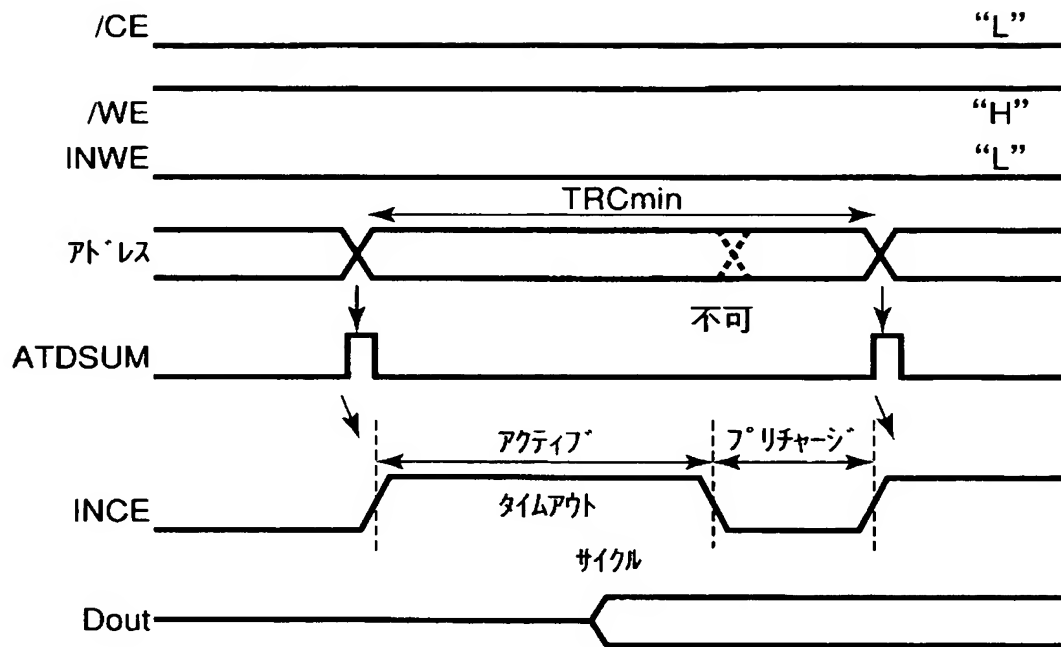 /CE “L”
/WE “H”
INWE “L”
TRCmin
アドレス
不可
ATDSUM
アクティブ プリチャージ
INCE タイムアウト
サイクル
Dout